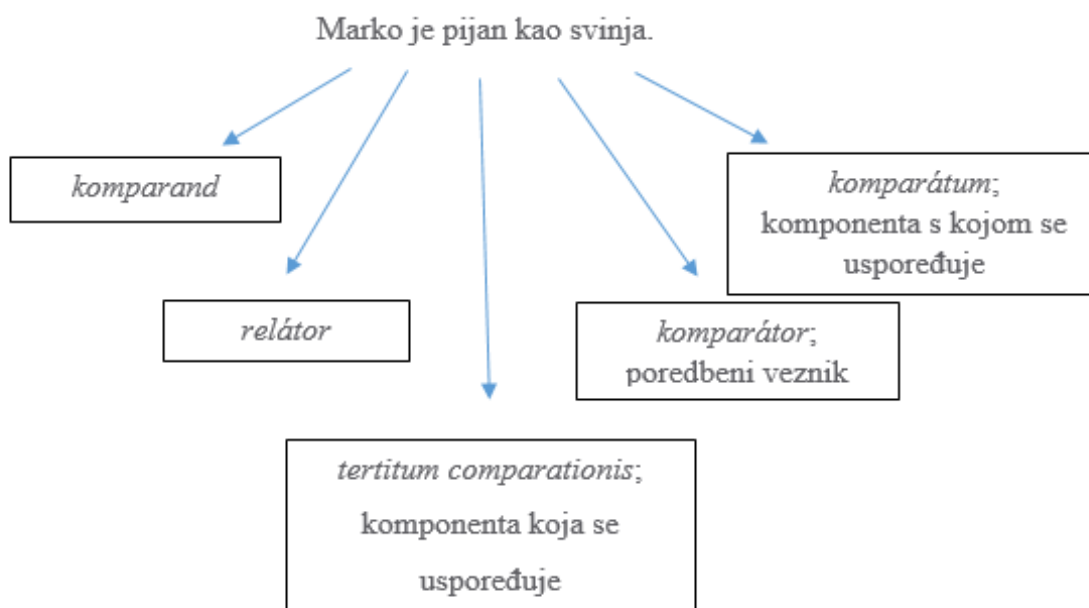 Marko je pijan kao svinja.
komparand
relátor
tertitum comparationis;
komponenta koja se
uspoređuje
komparátor;
poredbeni veznik
komparátum;
komponenta s kojom se
uspoređuje